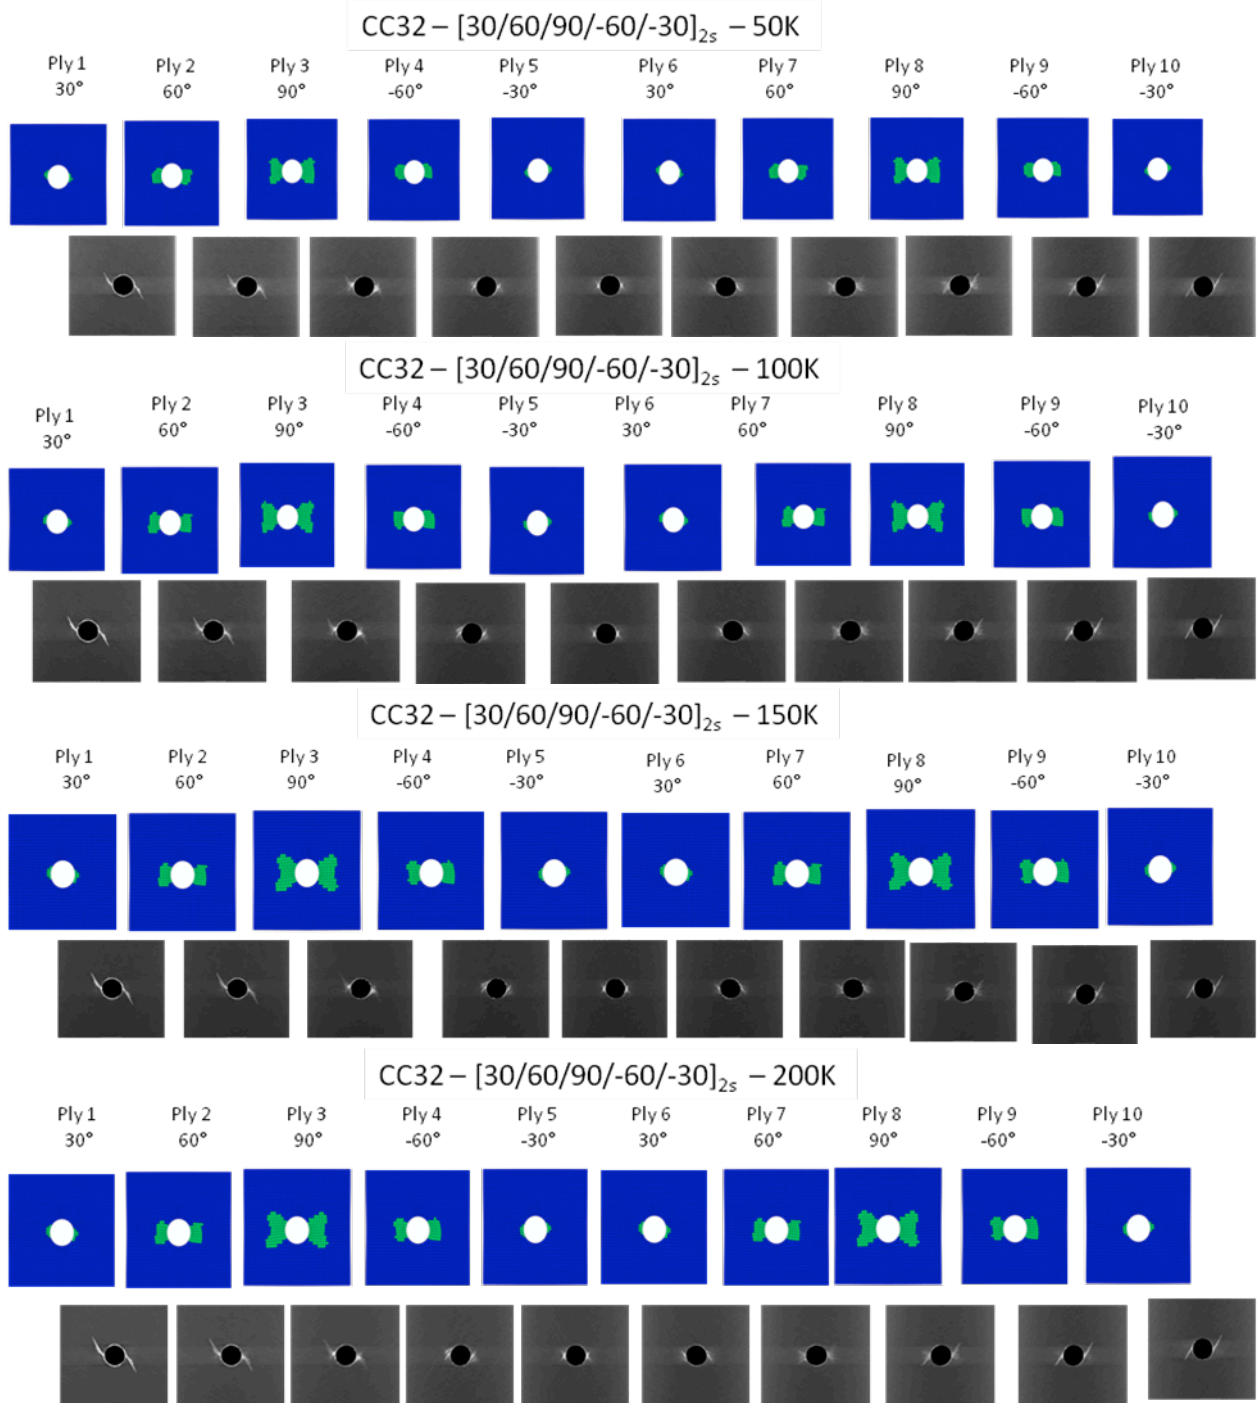 CC32 – [30/60/90/-60/-30]2s – 50K
Ply 1 Ply 2 Ply 3 Ply 4 Ply 5 Ply 6 Ply 7 Ply 8 Ply 9 Ply 10
30° 60° 90° -60° -30° 30° 60° 90° -60° -30°
CC32 – [30/60/90/-60/-30]2s – 100K
Ply 1 Ply 2 Ply 3 Ply 4 Ply 5 Ply 6 Ply 7 Ply 8 Ply 9 Ply 10
30° 60° 90° -60° -30° 30° 60° 90° -60° -30°
CC32 – [30/60/90/-60/-30]2s – 150K
Ply 1 Ply 2 Ply 3 Ply 4 Ply 5 Ply 6 Ply 7 Ply 8 Ply 9 Ply 10
30° 60° 90° -60° -30° 30° 60° 90° -60° -30°
CC32 – [30/60/90/-60/-30]2s – 200K
Ply 1 Ply 2 Ply 3 Ply 4 Ply 5 Ply 6 Ply 7 Ply 8 Ply 9 Ply 10
30° 60° 90° -60° -30° 30° 60° 90° -60° -30°